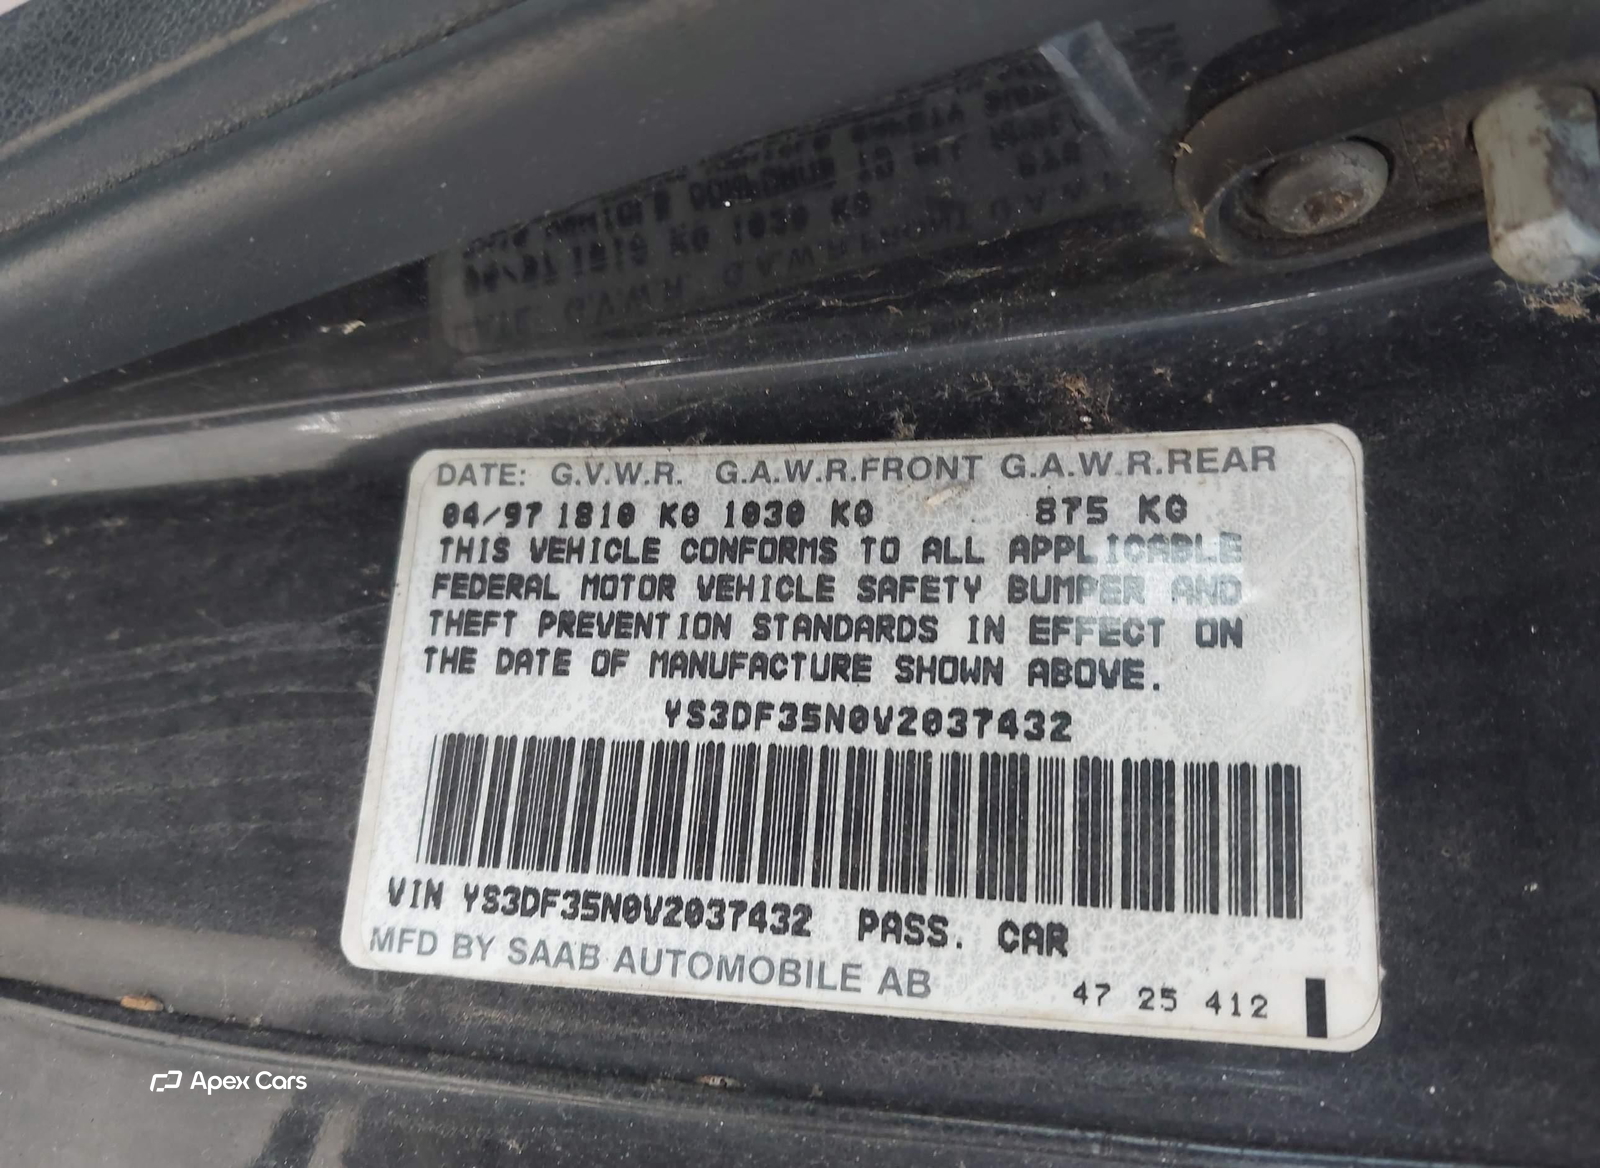 DATE: G.V.W.R. G.A.W.R.FRONT G.A.W.R.REAR
04/97 1810 KG 1030 KG 875 KG
THIS VEHICLE CONFORMS TO ALL APPLICABLE
FEDERAL MOTOR VEHICLE SAFETY BUMPER AND
THEFT PREVENTION STANDARDS IN EFFECT ON
THE DATE OF MANUFACTURE SHOWN ABOVE.
YS3DF35N0V2037432
VIN YS3DF35N0V2037432 PASS. CAR
MFD BY SAAB AUTOMOBILE AB
47 25 412
Apex Cars